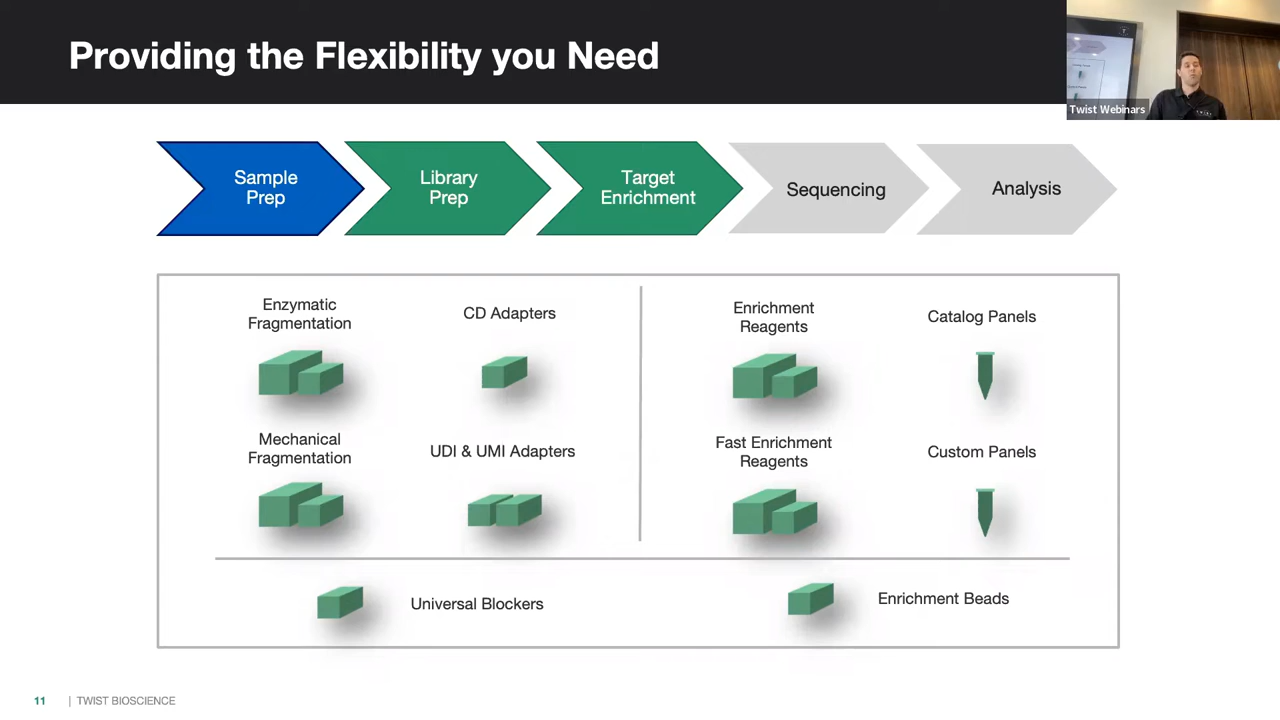 Providing the Flexibility you Need
Twist Webinars
Sample
Prep
Library
Prep
Target
Enrichment
Sequencing
Analysis
Enzymatic
Fragmentation
CD Adapters
Enrichment
Reagents
Catalog Panels
Mechanical
Fragmentation
UDI & UMI Adapters
Fast Enrichment
Reagents
Custom Panels
Universal Blockers
Enrichment Beads
11 | TWIST BIOSCIENCE